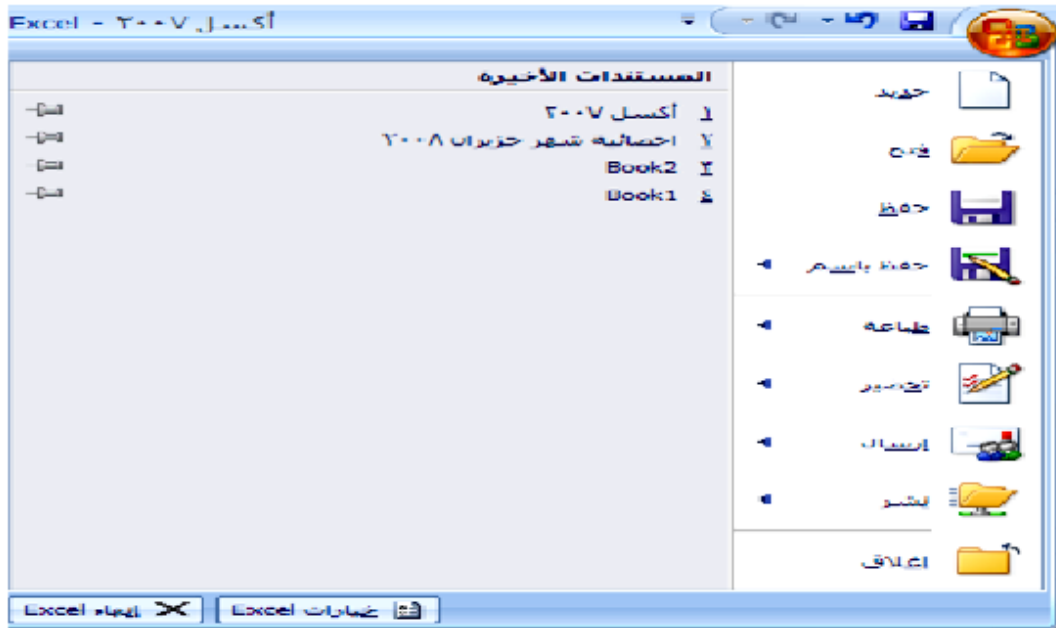 أكسل ٢٠٠٧ - Excel
جديد
فتح
حفظ
حفظ باسم
طباعة
تحضير
إرسال
نشر
إغلاق
المستندات الأخيرة
١ أكسل ٢٠٠٧
٢ احصائية شهر حزيران ٢٠٠٨
٣ Book2
٤ Book1
خيارات Excel
إنهاء Excel